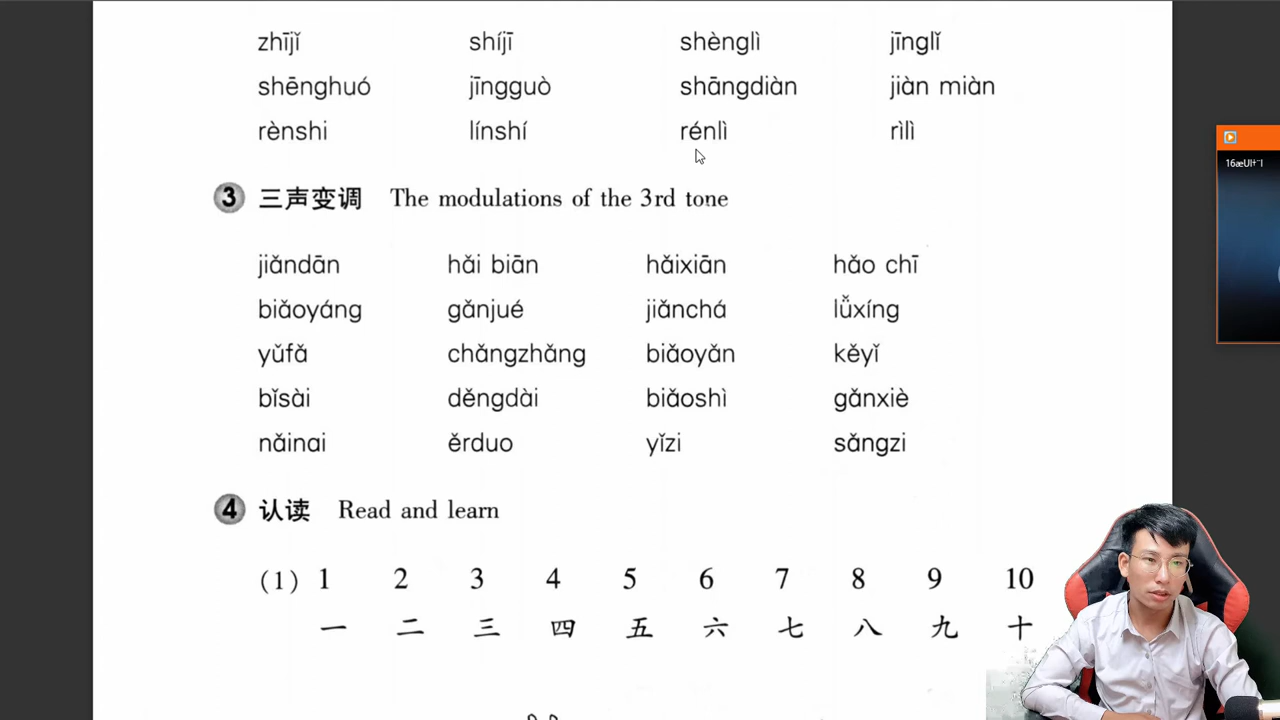 zhījǐ shíjī shènglì jīnglǐ
shēnghuó jīngguò shāngdiàn jiàn miàn
rènshi línshí rénlì rìlì
3 三声变调 The modulations of the 3rd tone
jiǎndān hǎi biān hǎixiān hǎo chī
biǎoyáng gǎnjué jiǎnchá lǚxíng
yǔfǎ chǎngzhǎng biǎoyǎn kěyǐ
bǐsài děngdài biǎoshì gǎnxiè
nǎinai ěrduo yǐzi sǎngzi
4 认读 Read and learn
(1) 1 2 3 4 5 6 7 8 9 10
一 二 三 四 五 六 七 八 九 十